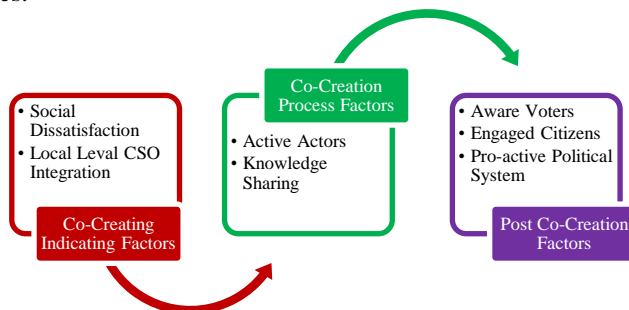 • Social
Dissatisfaction
• Local Leval CSO
Integration
Co-Creating
Indicating Factors
Co-Creation
Process Factors
• Active Actors
• Knowledge
Sharing
• Aware Voters
• Engaged Citizens
• Pro-active Political
System
Post Co-Creation
Factors